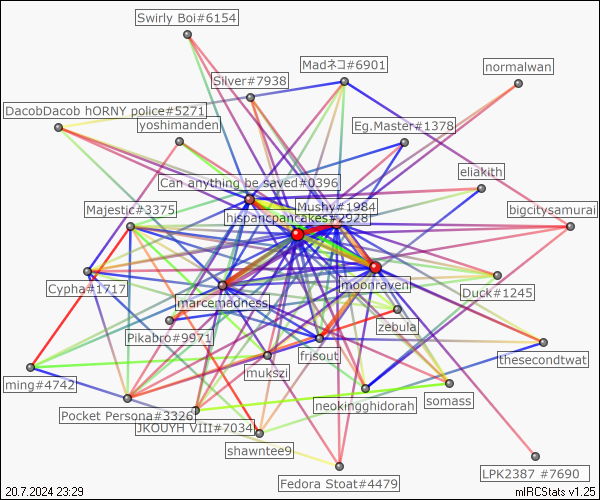 Swirly Boi#6154
Madネコ#6901
normalwan
Silver#7938
DacobDacob hORNY police#5271
yoshimanden
Eg.Master#1378
eliakith
Can anything be saved#0396
Majestic#3375
Mushy#1984
bigcitysamurai
hispancpancakes#2928
Cypha#1717
moonraven
Duck#1245
marcemadness
zebula
Pikabro#9971
frisout
thesecondtwat
mukszi
ming#4742
neokingghidorah
somass
Pocket Persona#3326
JKOUYH VIII#7034
shawntee9
LPK2387 #7690
Fedora Stoat#4479
20.7.2024 23:29
mIRCStats v1.25